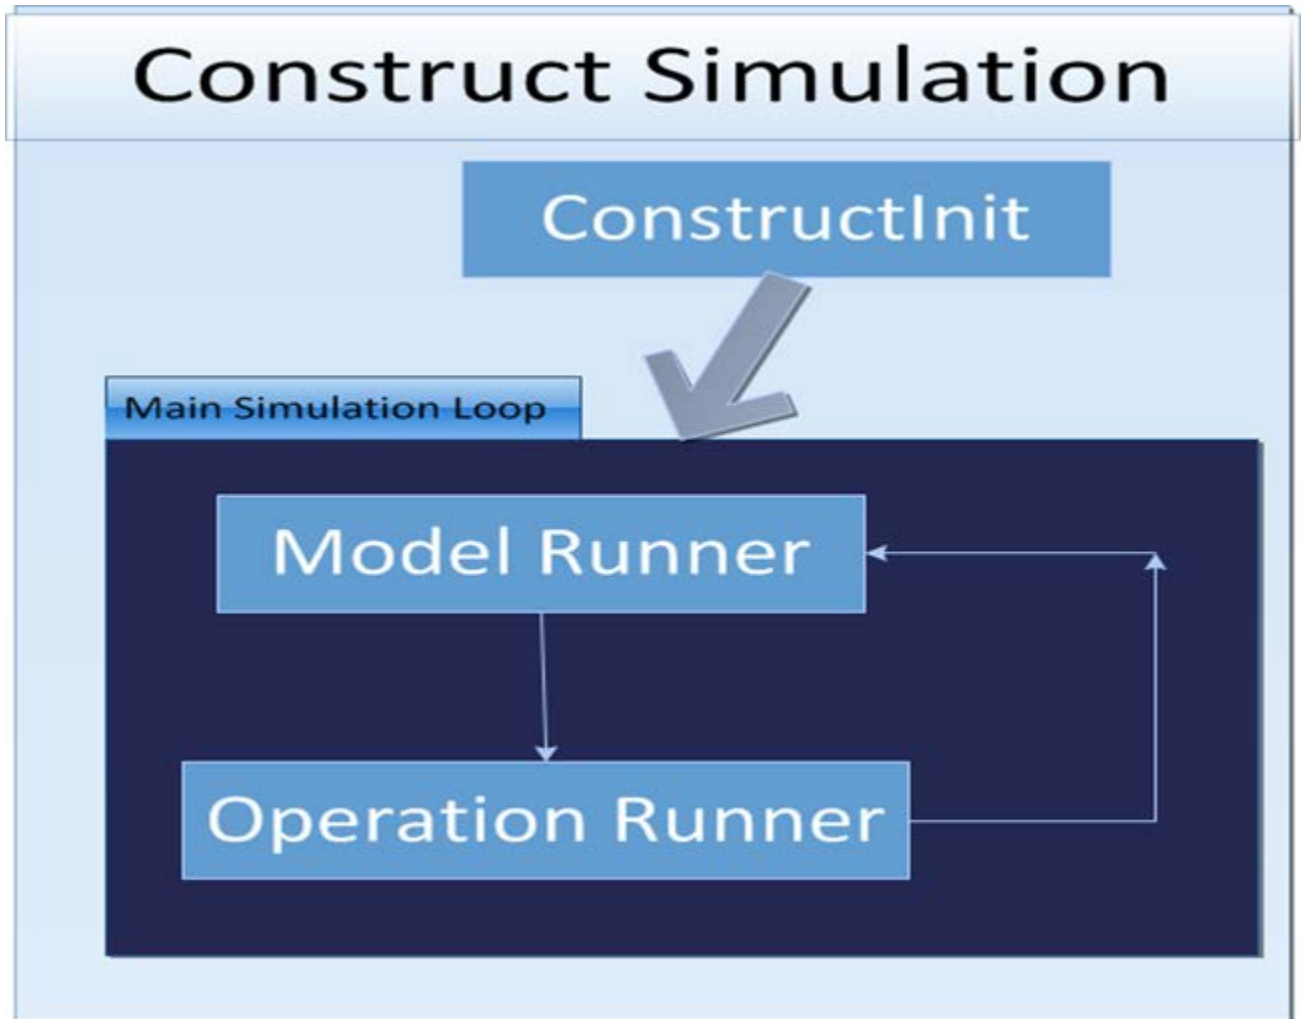 Construct Simulation
ConstructInit
Main Simulation Loop
Model Runner
Operation Runner